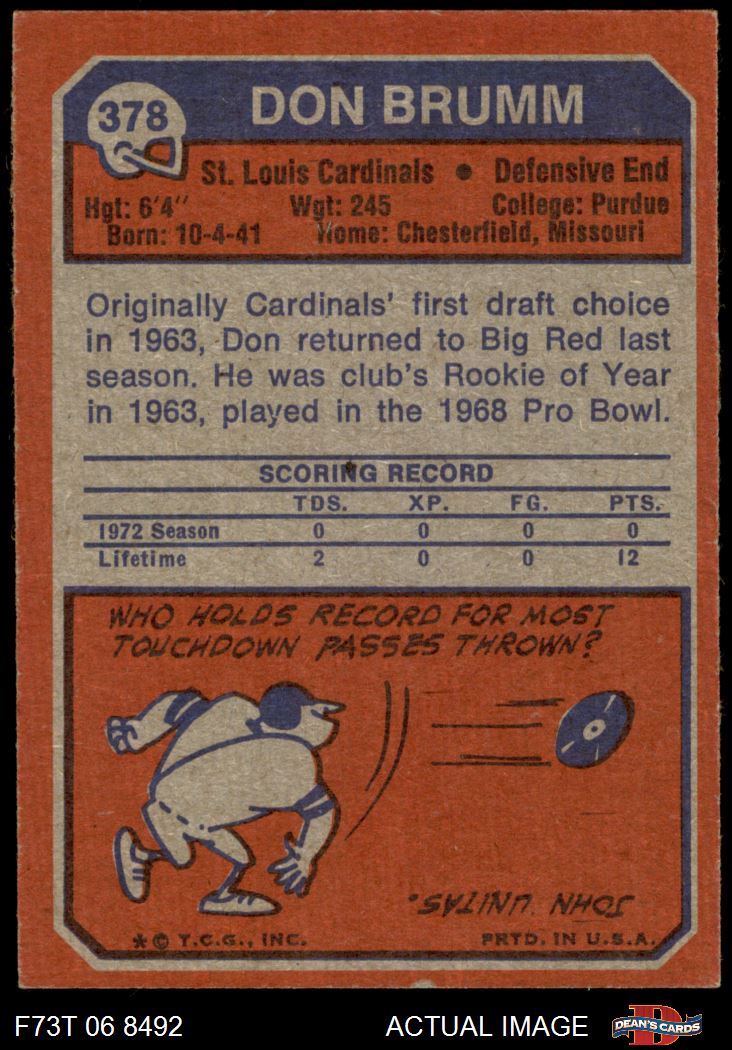 378
DON BRUMM
St. Louis Cardinals • Defensive End
Hgt: 6'4" Wgt: 245 College: Purdue
Born: 10-4-41 Home: Chesterfield, Missouri
Originally Cardinals' first draft choice
in 1963, Don returned to Big Red last
season. He was club's Rookie of Year
in 1963, played in the 1968 Pro Bowl.
SCORING RECORD
TDS. XP. FG. PTS.
1972 Season 0 0 0 0
Lifetime 2 0 0 12
WHO HOLDS RECORD FOR MOST
TOUCHDOWN PASSES THROWN?
JOHN UNITAS.
* © T.C.G., INC. PRTD. IN U.S.A.
F73T 06 8492 ACTUAL IMAGE DEAN'S CARDS